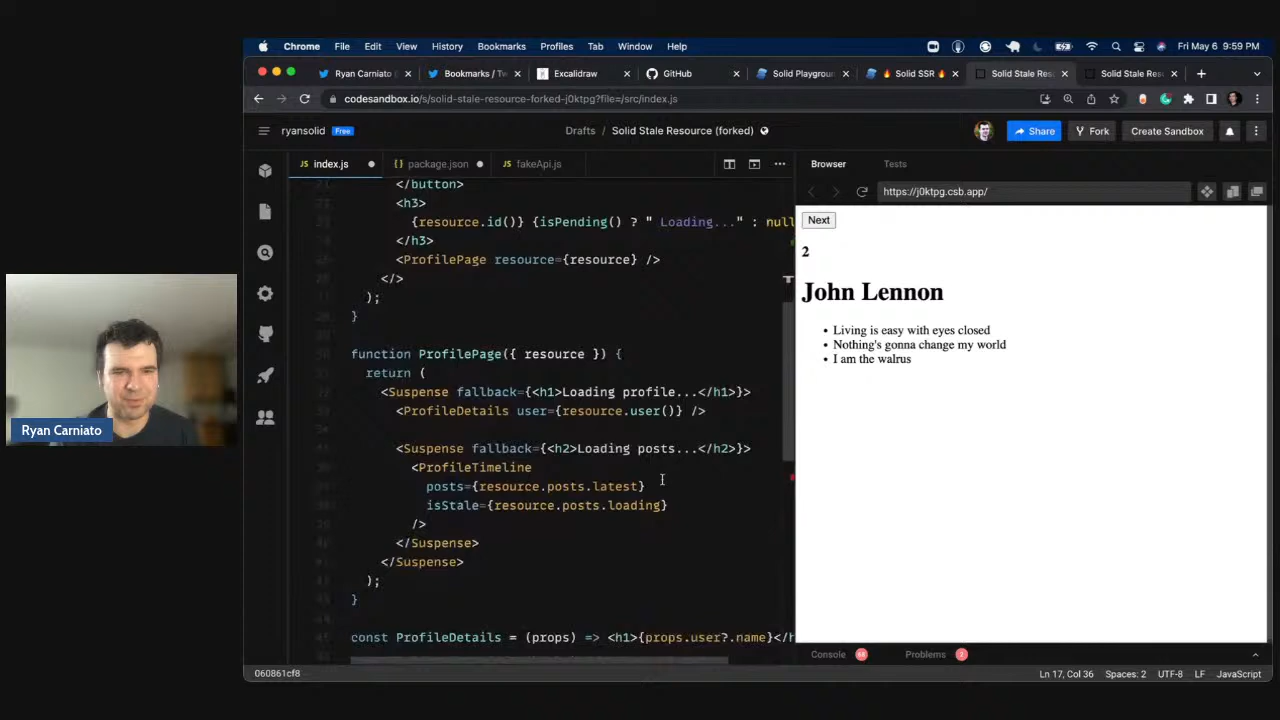 Chrome File Edit View History Bookmarks Profiles Tab Window Help Fri May 6 9:59 PM
Ryan Carniato Bookmarks / Tw Excalidraw GitHub Solid Playgroun 🔥 Solid SSR 🔥 Solid Stale Res Solid Stale Res
codesandbox.io/s/solid-stale-resource-forked-j0ktpg?file=/src/index.js
ryansolid Free Drafts / Solid Stale Resource (forked) Share Fork Create Sandbox
JS index.js {..} package.json JS fakeApi.js Browser Tests
https://j0ktpg.csb.app/
</button>
<h3>
{resource.id()} {isPending() ? " Loading..." : null
</h3>
<ProfilePage resource={resource} />
</>
);
}
function ProfilePage({ resource }) {
return (
<Suspense fallback={<h1>Loading profile...</h1>}>
<ProfileDetails user={resource.user()} />
<Suspense fallback={<h2>Loading posts...</h2>}>
<ProfileTimeline
posts={resource.posts.latest}
isStale={resource.posts.loading}
/>
</Suspense>
</Suspense>
);
}
const ProfileDetails = (props) => <h1>{props.user?.name}</h
Next
2
John Lennon
• Living is easy with eyes closed
• Nothing's gonna change my world
• I am the walrus
Console 68 Problems 2
060861cf8 Ln 17, Col 36 Spaces: 2 UTF-8 LF JavaScript
Ryan Carniato